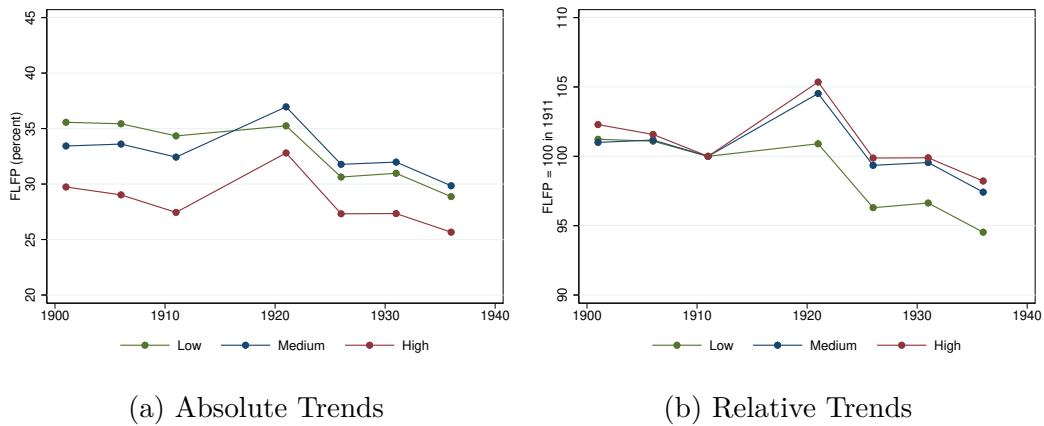 FLFP (percent)
45
40
35
30
25
20
1900 1910 1920 1930 1940
Low Medium High
(a) Absolute Trends
FLFP = 100 in 1911
110
105
100
95
90
1900 1910 1920 1930 1940
Low Medium High
(b) Relative Trends